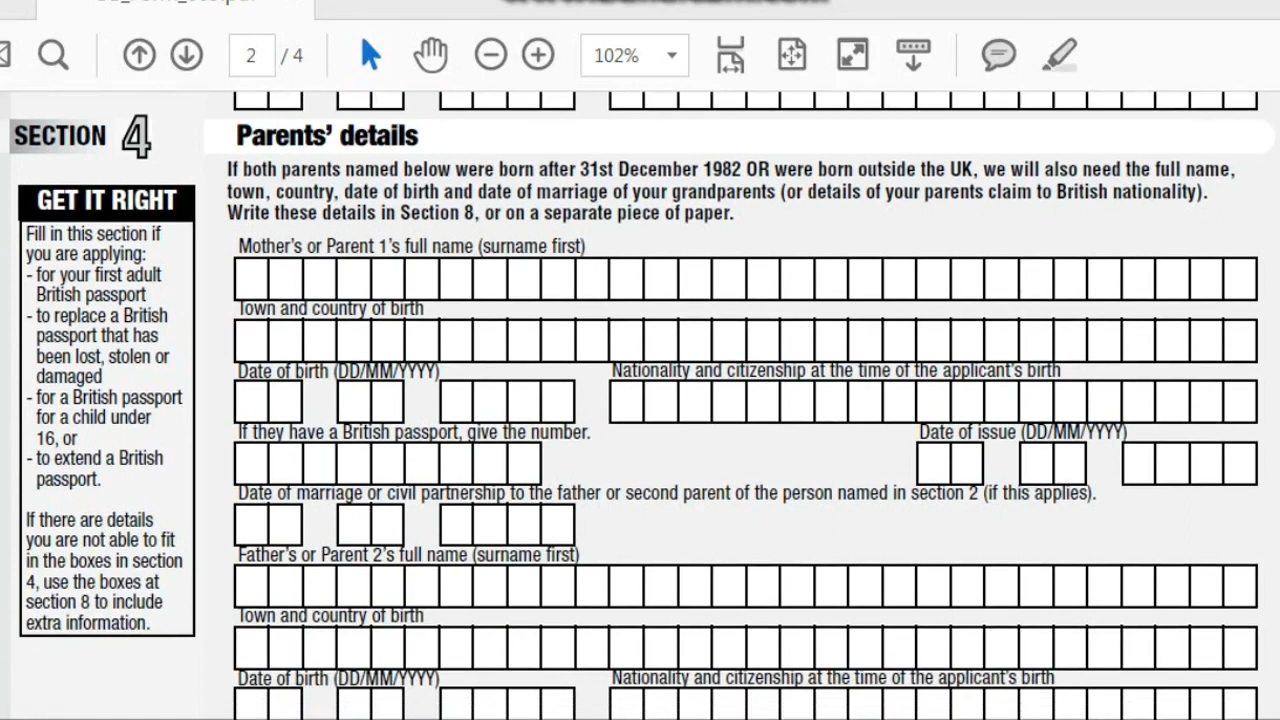 2 / 4
102%
SECTION 4
Parents' details
If both parents named below were born after 31st December 1982 OR were born outside the UK, we will also need the full name,
town, country, date of birth and date of marriage of your grandparents (or details of your parents claim to British nationality).
Write these details in Section 8, or on a separate piece of paper.
GET IT RIGHT
Fill in this section if
you are applying:
- for your first adult
British passport
- to replace a British
passport that has
been lost, stolen or
damaged
- for a British passport
for a child under
16, or
- to extend a British
passport.
If there are details
you are not able to fit
in the boxes in section
4, use the boxes at
section 8 to include
extra information.
Mother's or Parent 1's full name (surname first)
Town and country of birth
Date of birth (DD/MM/YYYY)
Nationality and citizenship at the time of the applicant's birth
If they have a British passport, give the number.
Date of issue (DD/MM/YYYY)
Date of marriage or civil partnership to the father or second parent of the person named in section 2 (if this applies).
Father's or Parent 2's full name (surname first)
Town and country of birth
Date of birth (DD/MM/YYYY)
Nationality and citizenship at the time of the applicant's birth